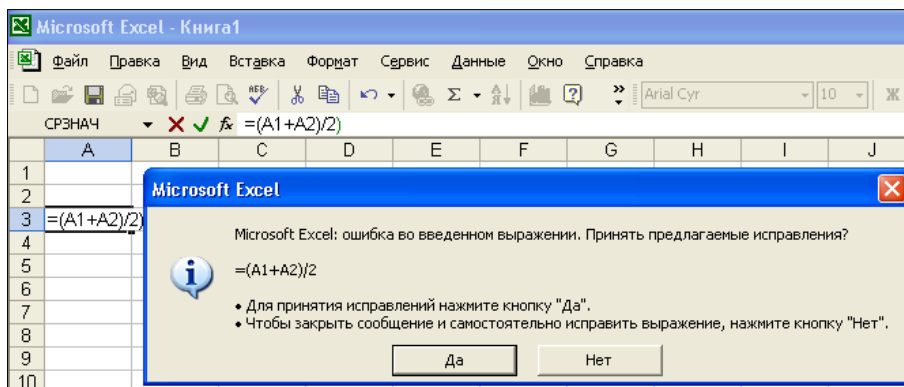 Microsoft Excel - Книга1
Файл Правка Вид Вставка Формат Сервис Данные Окно Справка
Arial Cyr 10 Ж
СРЗНАЧ =(A1+A2)/2)
A B C D E F G H I J
1
2
3 =(A1+A2)/2)
4
5
6
7
8
9
10
Microsoft Excel
Microsoft Excel: ошибка во введенном выражении. Принять предлагаемые исправления?
=(A1+A2)/2
• Для принятия исправлений нажмите кнопку "Да".
• Чтобы закрыть сообщение и самостоятельно исправить выражение, нажмите кнопку "Нет".
Да Нет